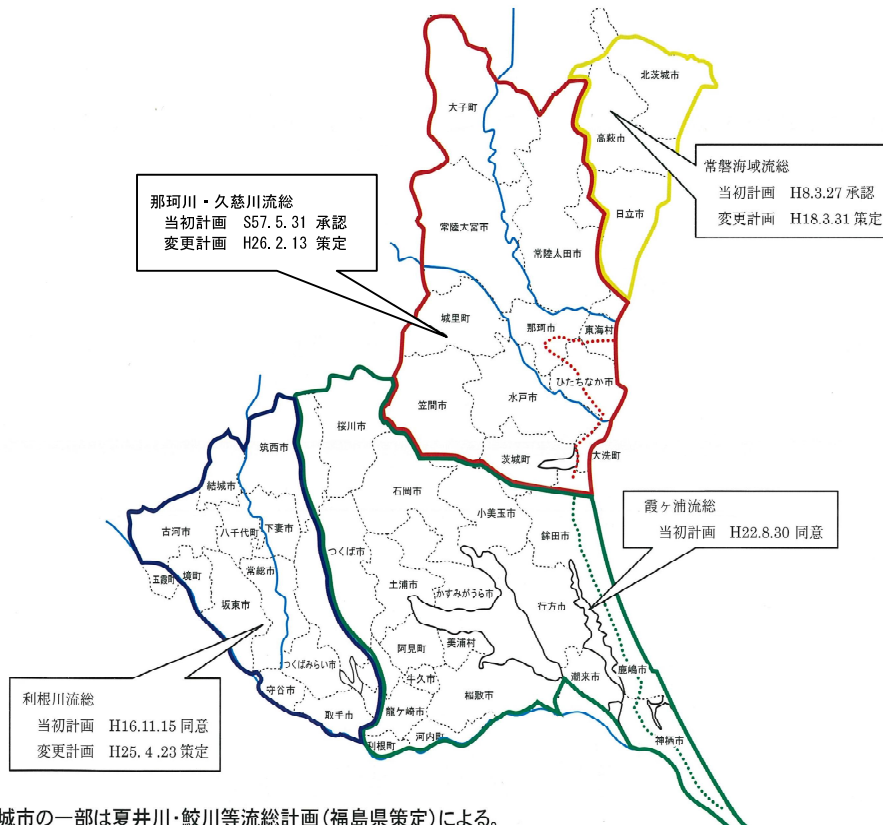 北茨城市
大子町
高萩市
常磐海域流総
当初計画 H8.3.27 承認
変更計画 H18.3.31 策定
那珂川・久慈川流総
当初計画 S57.5.31 承認
変更計画 H26.2.13 策定
日立市
常陸大宮市
常陸太田市
城里町
那珂市
東海村
ひたちなか市
笠間市
水戸市
桜川市
筑西市
茨城町
大洗町
結城市
石岡市
小美玉市
霞ヶ浦流総
当初計画 H22.8.30 同意
古河市
八千代町
下妻市
鉾田市
つくば市
五霞町
境町
常総市
土浦市
かすみがうら市
坂東市
行方市
阿見町
美浦村
つくばみらい市
牛久市
潮来市
鹿嶋市
守谷市
稲敷市
利根川流総
当初計画 H16.11.15 同意
変更計画 H25.4.23 策定
取手市
龍ケ崎市
利根町
河内町
神栖市
城市の一部は夏井川・鮫川等流総計画(福島県策定)による。